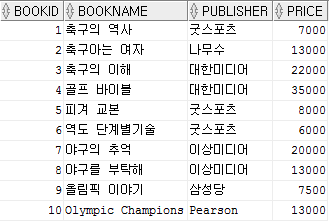 BOOKID BOOKNAME PUBLISHER PRICE
1 축구의 역사 굿스포츠 7000
2 축구아는 여자 나무수 13000
3 축구의 이해 대한미디어 22000
4 골프 바이블 대한미디어 35000
5 피겨 교본 굿스포츠 8000
6 역도 단계별기술 굿스포츠 6000
7 야구의 추억 이상미디어 20000
8 야구를 부탁해 이상미디어 13000
9 올림픽 이야기 삼성당 7500
10 Olympic Champions Pearson 13000